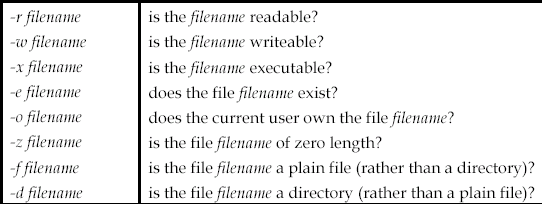 -r filename is the filename readable?
-w filename is the filename writeable?
-x filename is the filename executable?
-e filename does the file filename exist?
-o filename does the current user own the file filename?
-z filename is the file filename of zero length?
-f filename is the file filename a plain file (rather than a directory)?
-d filename is the file filename a directory (rather than a plain file)?